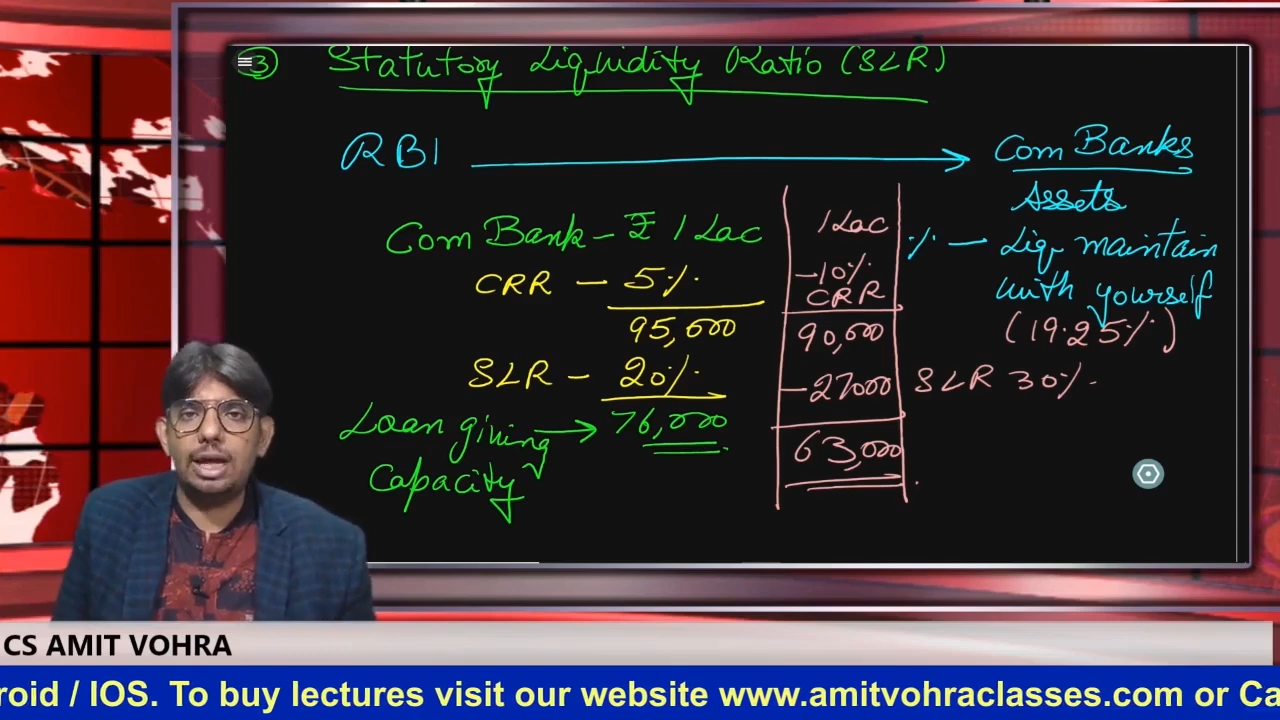 3 Statutory Liquidity Ratio (SLR)
RBI → Com Banks
Assets
Com Bank - ₹ 1 Lac
CRR - 5%
95,000
SLR - 20%
Loan giving → 76,000
Capacity
1 Lac
-10%
CRR
90,000
-27000 SLR 30%
63,000
% - Liq. maintain
with yourself
(19.25%)
CS AMIT VOHRA
roid / IOS. To buy lectures visit our website www.amitvohraclasses.com or Ca